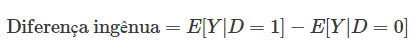 Diferença ingênua = E[Y|D = 1] − E[Y|D = 0]